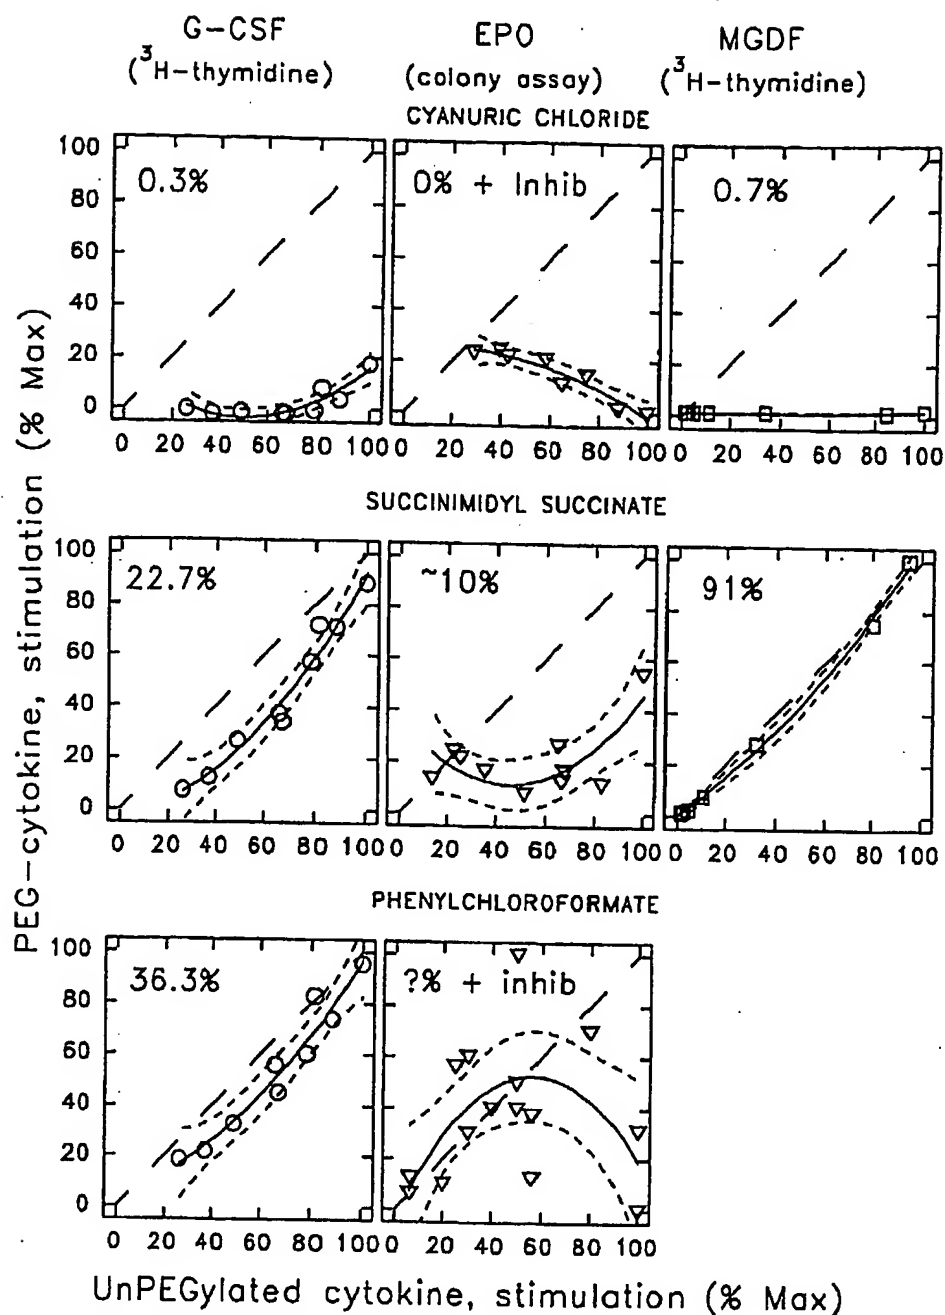 G-CSF EPO MGDF
(³H-thymidine) (colony assay) (³H-thymidine)
CYANURIC CHLORIDE
100
80
60
40
20
0
0.3% 0% + Inhib 0.7%
0 20 40 60 80 100 0 20 40 60 80 100 0 20 40 60 80 100
SUCCINIMIDYL SUCCINATE
100
80
60
40
20
0
22.7% ~10% 91%
0 20 40 60 80 100 0 20 40 60 80 100 0 20 40 60 80 100
PHENYLCHLOROFORMATE
100
80
60
40
20
0
36.3% ?% + inhib
0 20 40 60 80 100 0 20 40 60 80 100
PEG-cytokine, stimulation (% Max)
UnPEGylated cytokine, stimulation (% Max)